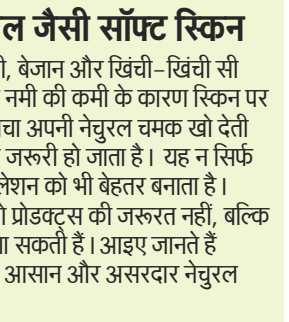 ल जैसी सॉफ्ट स्किन
ी, बेजान और खिंची-खिंची सी
नमी की कमी के कारण स्किन पर
चा अपनी नेचुरल चमक खो देती
जरूरी हो जाता है। यह न सिर्फ
लेशन को भी बेहतर बनाता है।
प्रोडक्ट्स की जरूरत नहीं, बल्कि
सकती हैं। आइए जानते हैं
आसान और असरदार नेचुरल